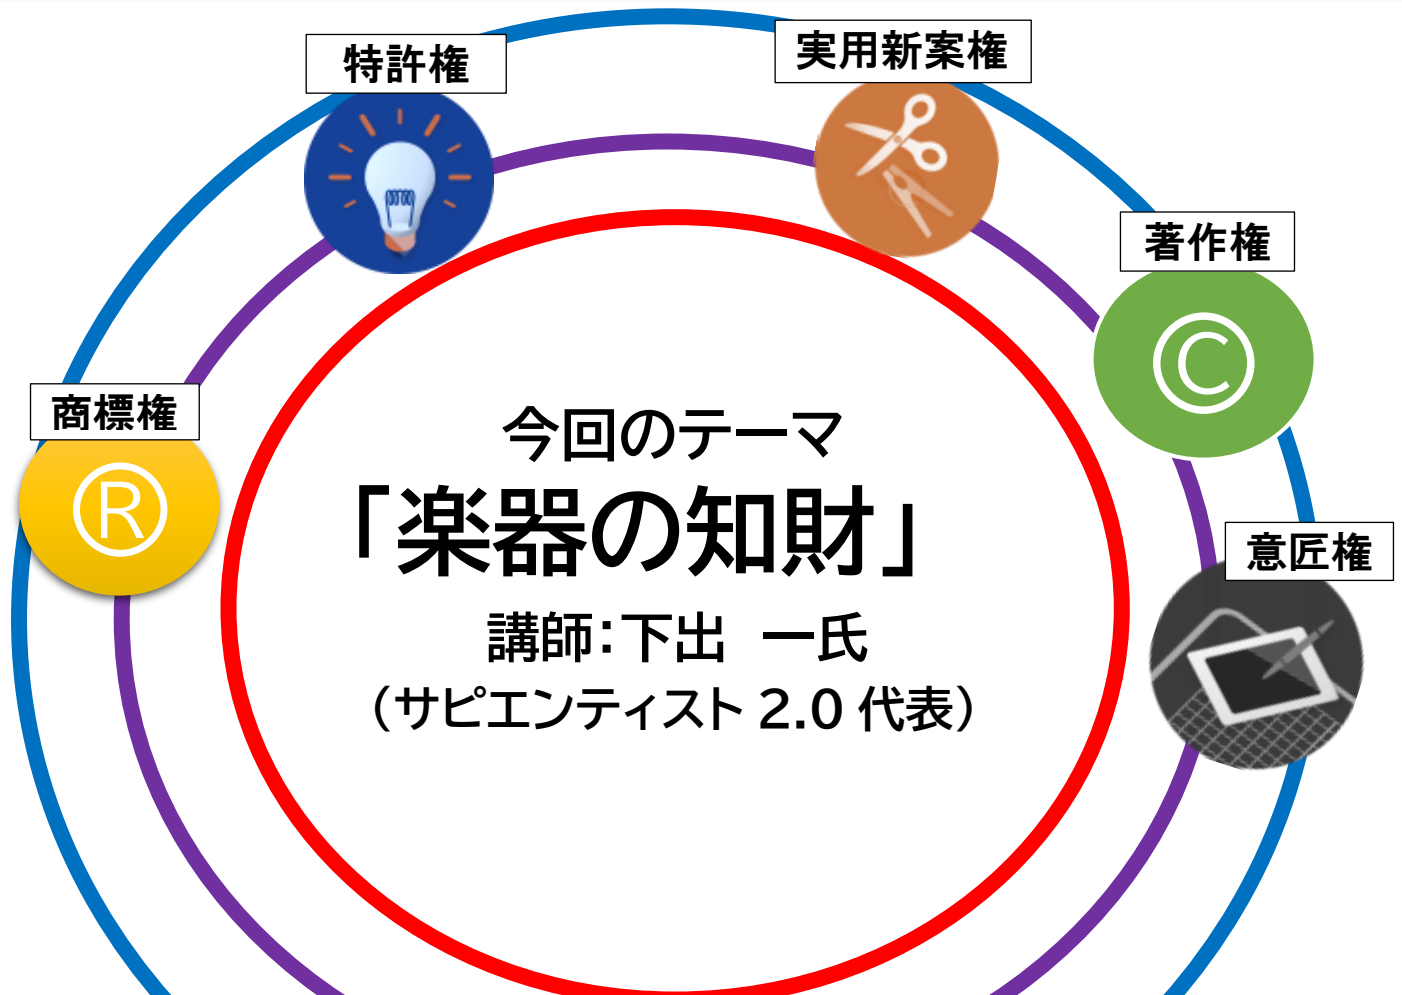 特許権
実用新案権
著作権
©
商標権
®
意匠権
今回のテーマ
「楽器の知財」
講師：下出　一氏
（サピエンティスト 2.0 代表）